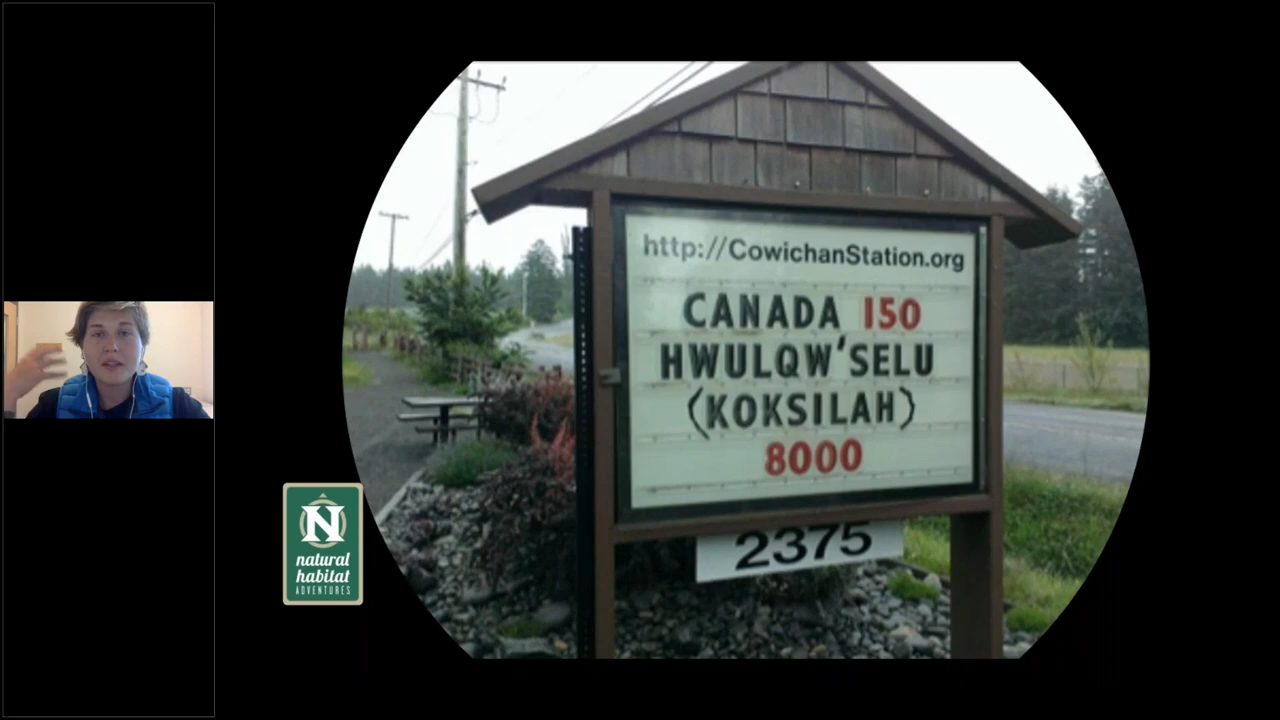 http://CowichanStation.org
CANADA 150
HWULQW'SELU
(KOKSILAH)
8000
2375
N
natural
habitat
ADVENTURES